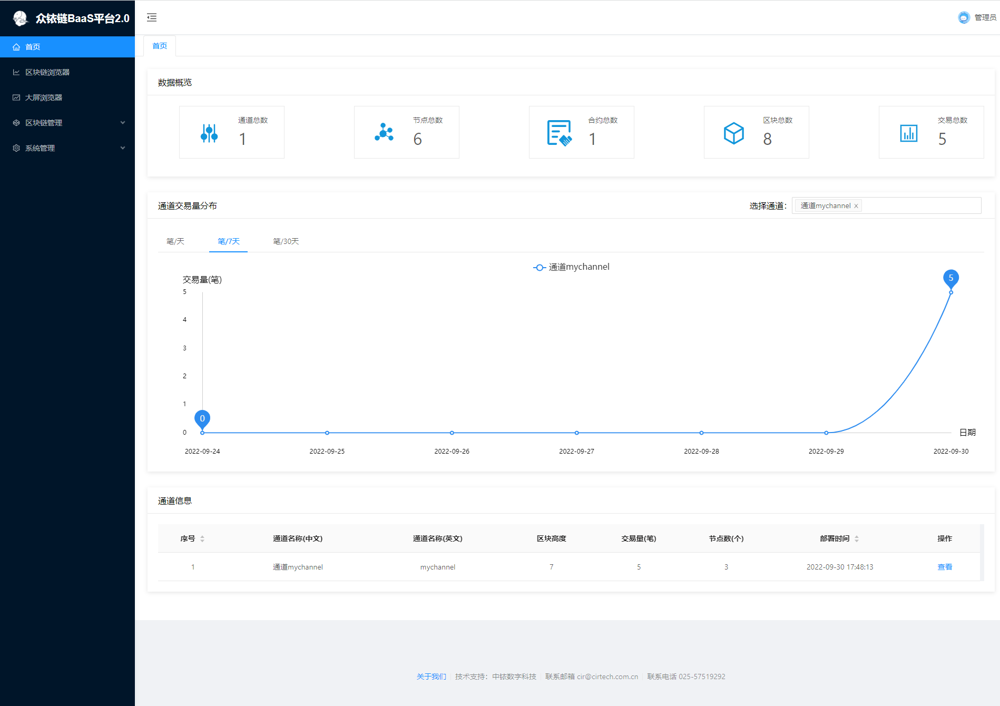 众铱链BaaS平台2.0
管理员
首页
区块链浏览器
大屏浏览器
区块链管理
系统管理
首页
数据概览
通道总数
1
节点总数
6
合约总数
1
区块总数
8
交易总数
5
通道交易量分布
选择通道: 通道mychannel ×
笔/天 笔/7天 笔/30天
通道mychannel
交易量(笔)
5
5
4
3
2
1
0
0
日期
2022-09-24 2022-09-25 2022-09-26 2022-09-27 2022-09-28 2022-09-29 2022-09-30
通道信息
序号 通道名称(中文) 通道名称(英文) 区块高度 交易量(笔) 节点数(个) 部署时间 操作
1 通道mychannel mychannel 7 5 3 2022-09-30 17:48:13 查看
关于我们 技术支持：中铱数字科技 联系邮箱 cir@cirtech.com.cn 联系电话 025-57519292